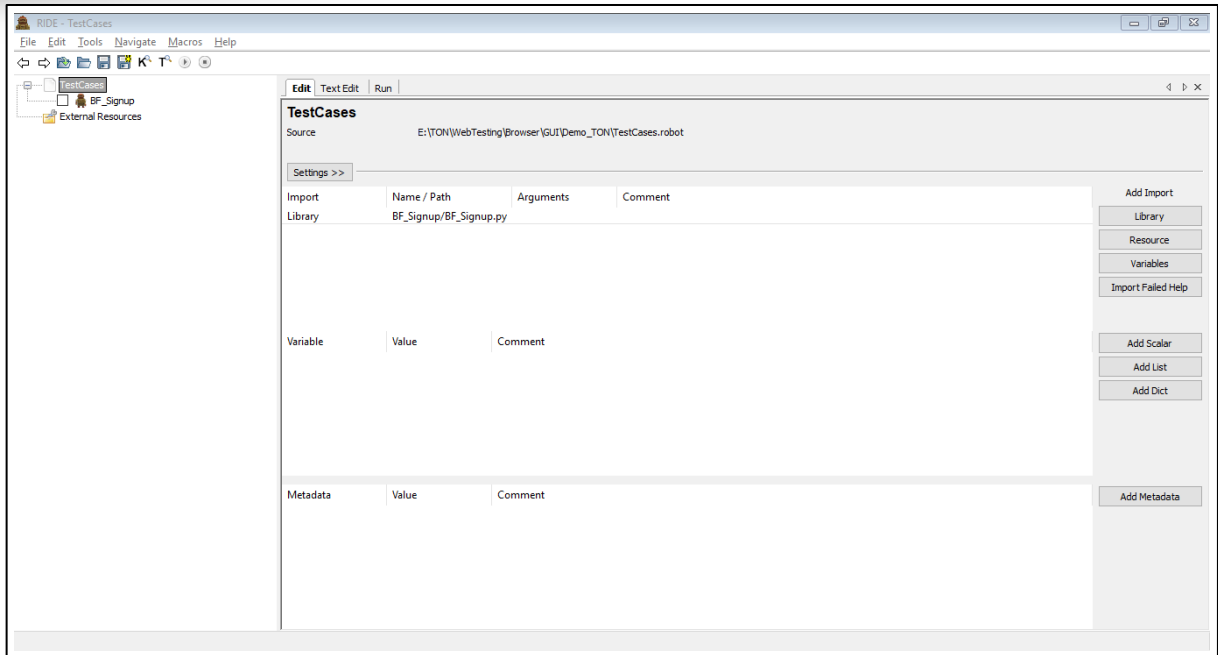 RIDE - TestCases
File Edit Tools Navigate Macros Help
TestCases
BF_Signup
External Resources
Edit Text Edit Run
TestCases
Source E:\TON\WebTesting\Browser\GUI\Demo_TON\TestCases.robot
Settings >>
Import Name / Path Arguments Comment
Library BF_Signup/BF_Signup.py
Add Import
Library
Resource
Variables
Import Failed Help
Variable Value Comment
Add Scalar
Add List
Add Dict
Metadata Value Comment
Add Metadata